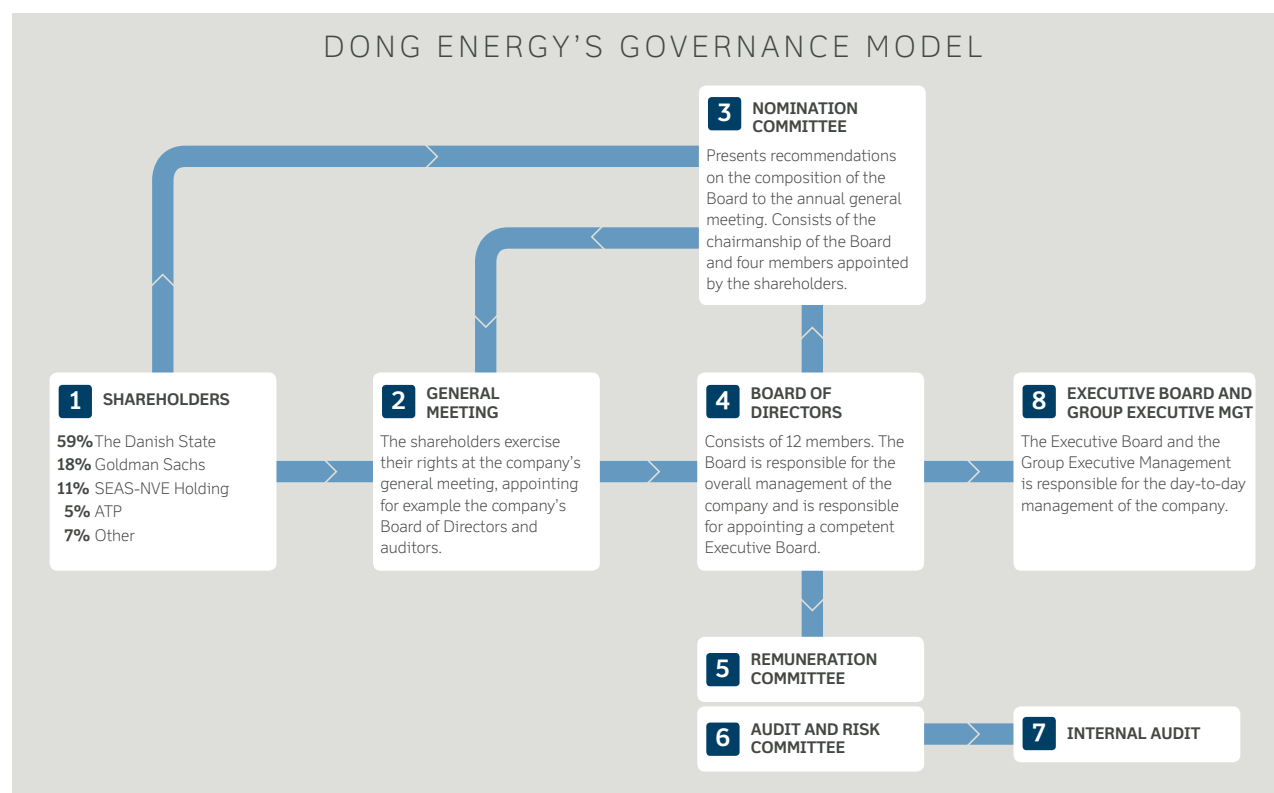 DONG ENERGY'S GOVERNANCE MODEL
3
NOMINATION
COMMITTEE
Presents recommendations
on the composition of the
Board to the annual general
meeting. Consists of the
chairmanship of the Board
and four members appointed
by the shareholders.
1
SHAREHOLDERS
59% The Danish State
18% Goldman Sachs
11% SEAS-NVE Holding
5% ATP
7% Other
2
GENERAL
MEETING
The shareholders exercise
their rights at the company's
general meeting, appointing
for example the company's
Board of Directors and
auditors.
4
BOARD OF
DIRECTORS
Consists of 12 members. The
Board is responsible for the
overall management of the
company and is responsible
for appointing a competent
Executive Board.
8
EXECUTIVE BOARD AND
GROUP EXECUTIVE MGT
The Executive Board and the
Group Executive Management
is responsible for the day-to-day
management of the company.
5
REMUNERATION
COMMITTEE
6
AUDIT AND RISK
COMMITTEE
7
INTERNAL AUDIT